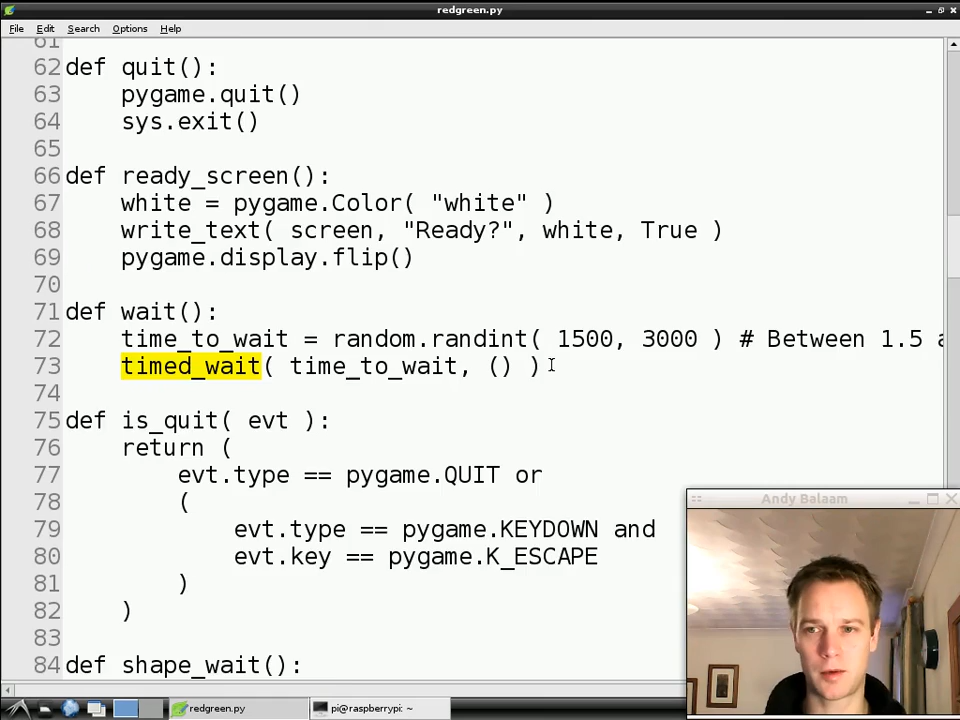 redgreen.py
File Edit Search Options Help
61
62 def quit():
63 pygame.quit()
64 sys.exit()
65
66 def ready_screen():
67 white = pygame.Color( "white" )
68 write_text( screen, "Ready?", white, True )
69 pygame.display.flip()
70
71 def wait():
72 time_to_wait = random.randint( 1500, 3000 ) # Between 1.5 a
73 timed_wait( time_to_wait, () )
74
75 def is_quit( evt ):
76 return (
77 evt.type == pygame.QUIT or
78 (
79 evt.type == pygame.KEYDOWN and
80 evt.key == pygame.K_ESCAPE
81 )
82 )
83
84 def shape_wait():
Andy Balaam
redgreen.py
pi@raspberrypi: ~